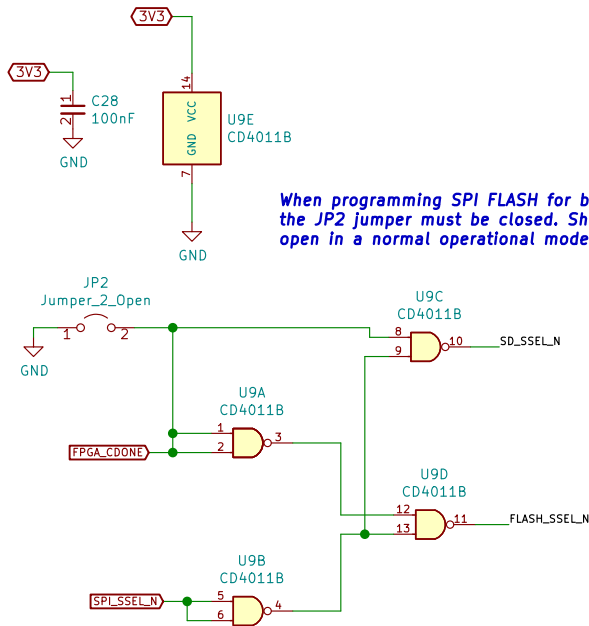 3V3
3V3
C28
100nF
1
2
GND
14
VCC
GND
7
U9E
CD4011B
GND
When programming SPI FLASH for b
the JP2 jumper must be closed. Sh
open in a normal operational mode
JP2
Jumper_2_Open
1
2
GND
U9C
CD4011B
8
9
10
SD_SSEL_N
U9A
CD4011B
1
2
3
FPGA_CDONE
U9D
CD4011B
12
13
11
FLASH_SSEL_N
U9B
CD4011B
SPI_SSEL_N
5
6
4